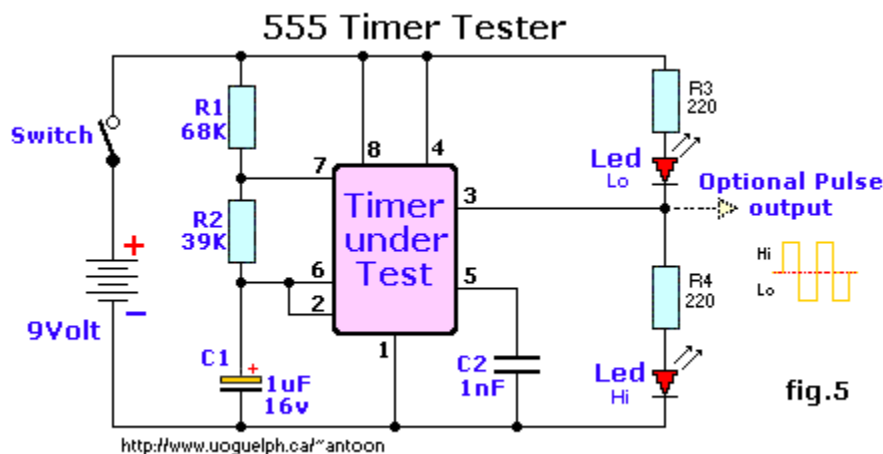 555 Timer Tester
Switch
+
−
9Volt
R1
68K
R2
39K
C1
+
1uF
16v
7
8
4
3
6
2
5
1
Timer
under
Test
C2
1nF
R3
220
Led
Lo
Optional Pulse
output
Hi
Lo
R4
220
Led
Hi
fig.5
http://www.uoguelph.ca/~antoon